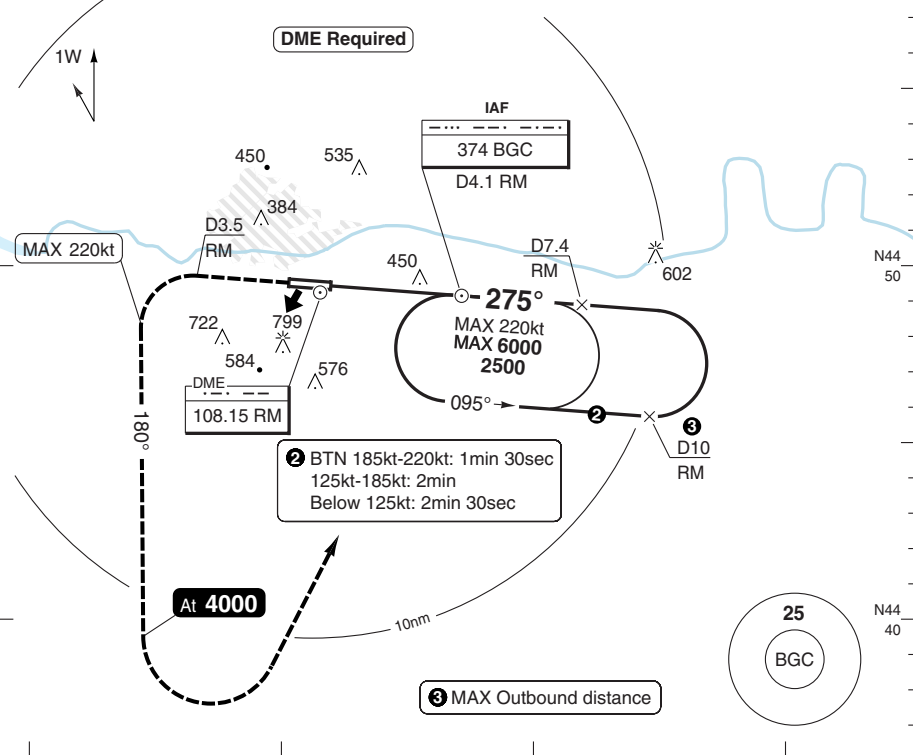 DME Required
1W
IAF
374 BGC
D4.1 RM
450
535
384
D3.5
RM
MAX 220kt
450
D7.4
RM
602
N44
50
275°
MAX 220kt
MAX 6000
2500
722
799
584
576
DME
108.15 RM
095°
2
3
D10
RM
180°
2 BTN 185kt-220kt: 1min 30sec
125kt-185kt: 2min
Below 125kt: 2min 30sec
At 4000
10nm
25
BGC
N44
40
3 MAX Outbound distance